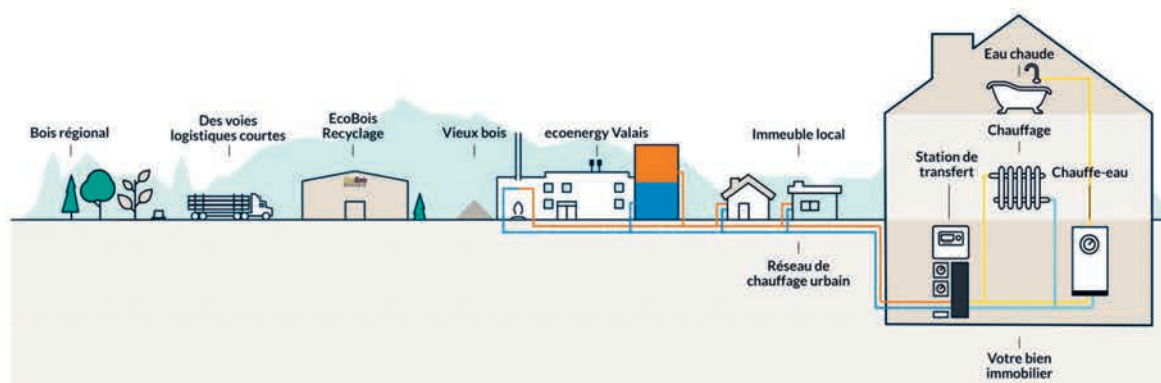 Bois régional
Des voies
logistiques courtes
EcoBois
Recyclage
Vieux bois
ecoenergy Valais
Immeuble local
Réseau de
chauffage urbain
Eau chaude
Chauffage
Station de
transfert
Chauffe-eau
Votre bien
immobilier